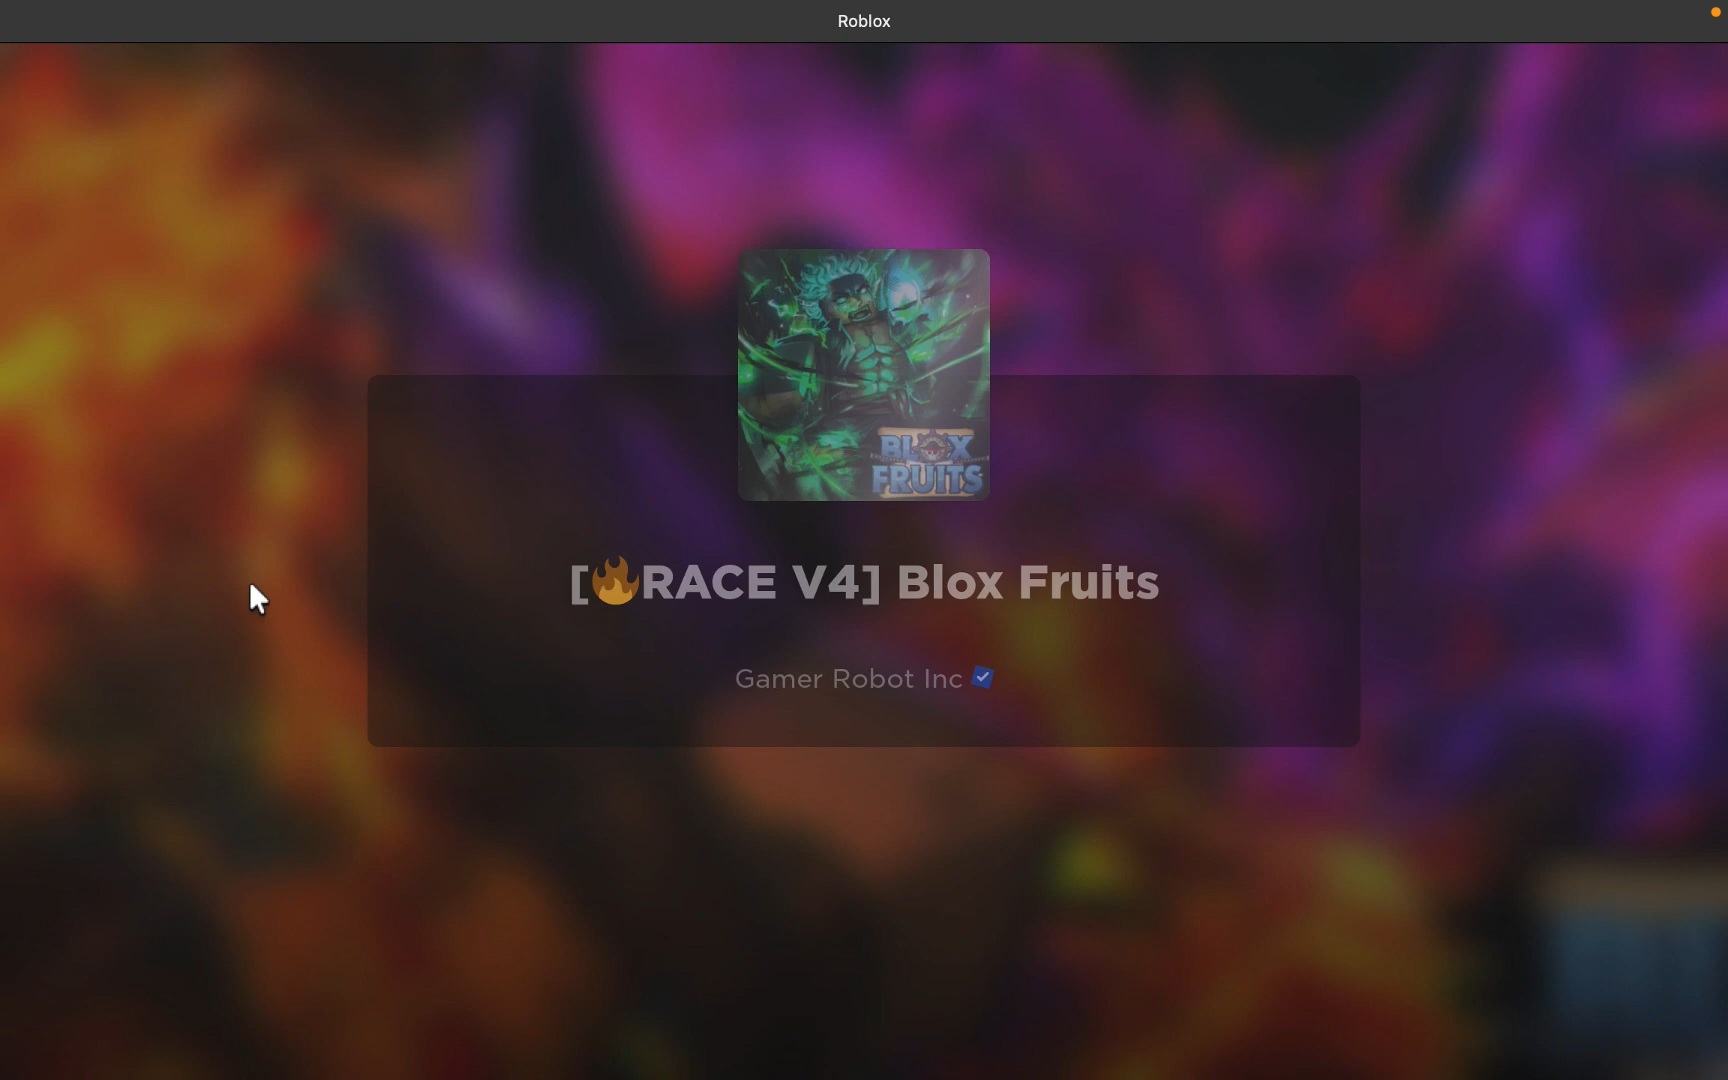 Roblox
BLOX
FRUITS
[🔥RACE V4] Blox Fruits
Gamer Robot Inc